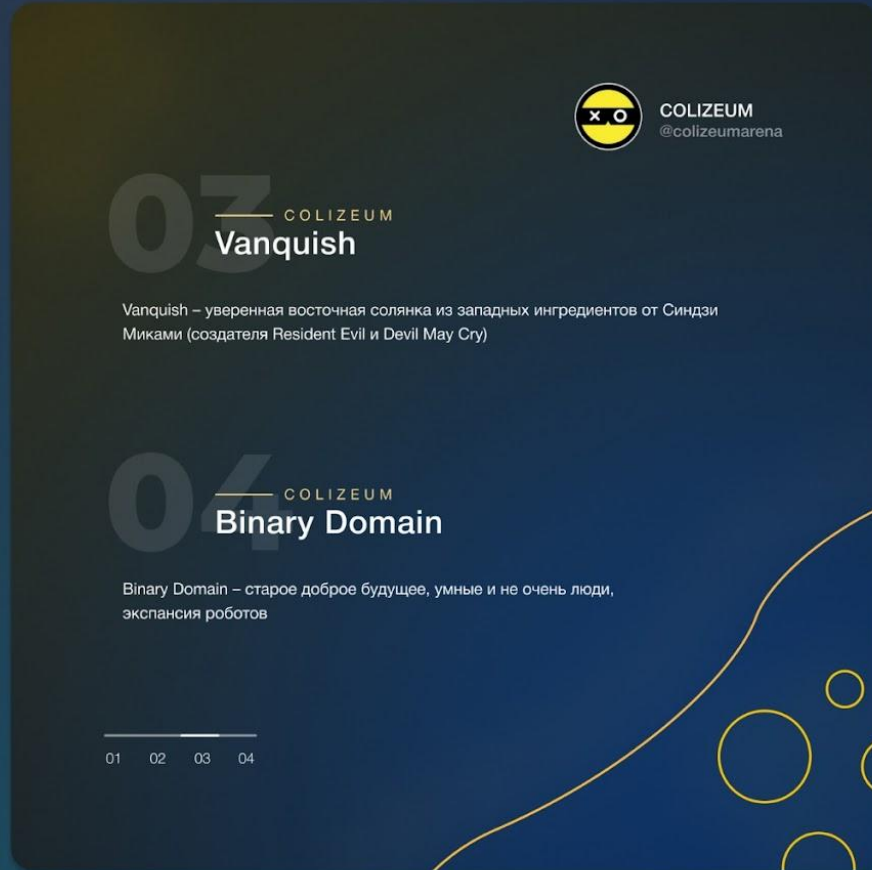 COLIZEUM
@colizeumarena
03
COLIZEUM
Vanquish
Vanquish – уверенная восточная солянка из западных ингредиентов от Синдзи
Миками (создателя Resident Evil и Devil May Cry)
04
COLIZEUM
Binary Domain
Binary Domain – старое доброе будущее, умные и не очень люди,
экспансия роботов
01 02 03 04